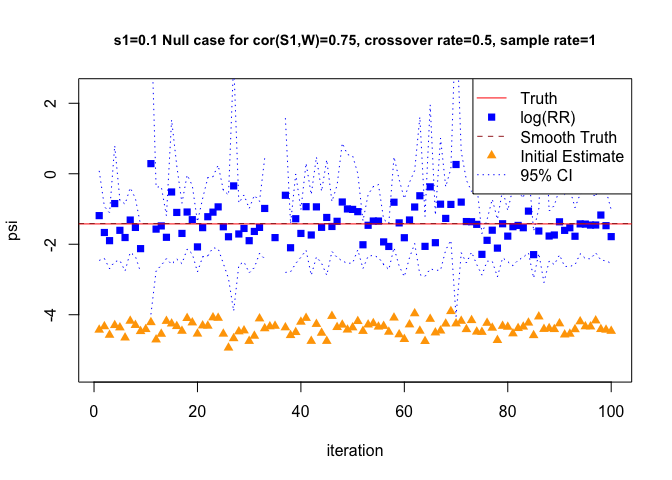 s1=0.1 Null case for cor(S1,W)=0.75, crossover rate=0.5, sample rate=1
Truth
log(RR)
Smooth Truth
Initial Estimate
95% CI
2
0
-2
-4
psi
0
20
40
60
80
100
iteration